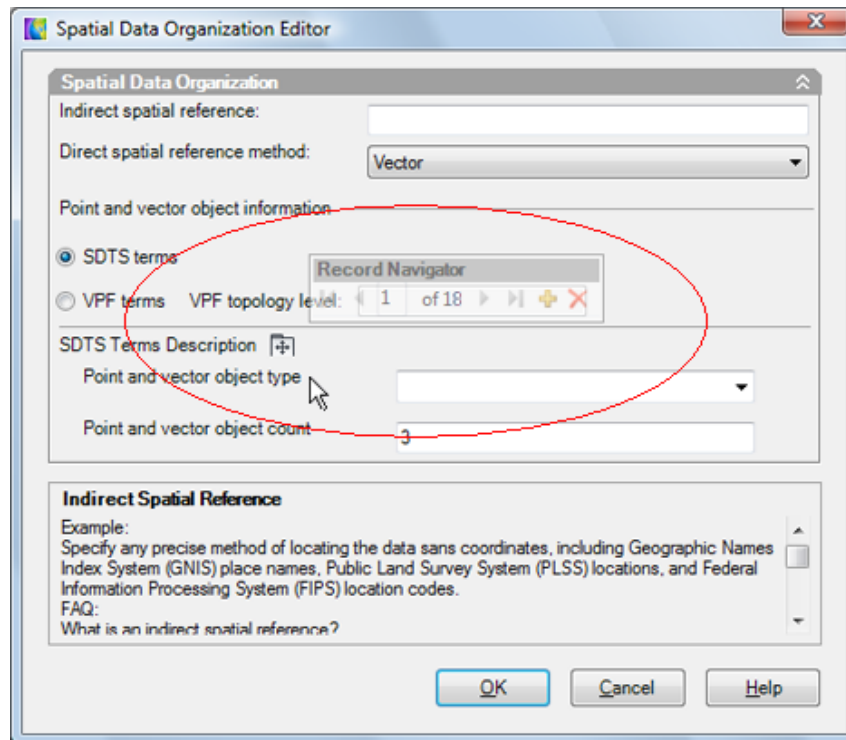 Spatial Data Organization Editor
Spatial Data Organization
Indirect spatial reference:
Direct spatial reference method:
Vector
Point and vector object information
SDTS terms
Record Navigator
VPF terms VPF topology level:
1 of 18
SDTS Terms Description
Point and vector object type
Point and vector object count
3
Indirect Spatial Reference
Example:
Specify any precise method of locating the data sans coordinates, including Geographic Names
Index System (GNIS) place names, Public Land Survey System (PLSS) locations, and Federal
Information Processing System (FIPS) location codes.
FAQ:
What is an indirect spatial reference?
OK Cancel Help